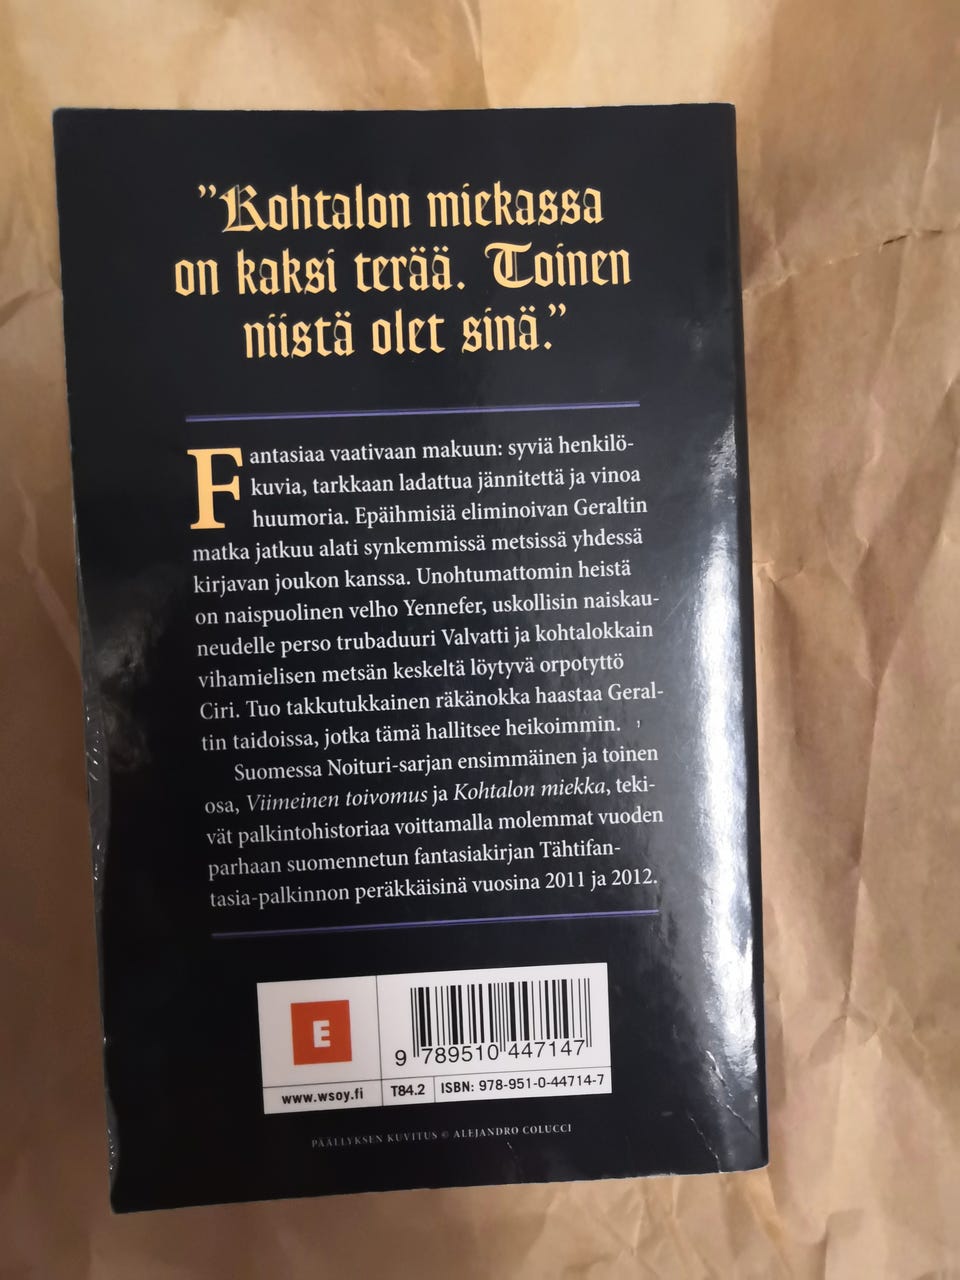 ”Kohtalon miekassa
on kaksi terää. Toinen
niistä olet sinä.”
Fantasiaa vaativaan makuun: syviä henkilö-
kuvia, tarkkaan ladattua jännitettä ja vinoa
huumoria. Epäihmisiä eliminoivan Geraltin
matka jatkuu alati synkemmissä metsissä yhdessä
kirjavan joukon kanssa. Unohtumattomin heistä
on naispuolinen velho Yennefer, uskollisin naiskau-
neudelle perso trubaduuri Valvatti ja kohtalokkain
vihamielisen metsän keskeltä löytyvä orpotyttö
Ciri. Tuo takkutukkainen räkänokka haastaa Geral-
tin taidoissa, jotka tämä hallitsee heikoimmin.
Suomessa Noituri-sarjan ensimmäinen ja toinen
osa, Viimeinen toivomus ja Kohtalon miekka, teki-
vät palkintohistoriaa voittamalla molemmat vuoden
parhaan suomennetun fantasiakirjan Tähtifan-
tasia-palkinnon peräkkäisinä vuosina 2011 ja 2012.
E
9 789510 447147
www.wsoy.fi T84.2 ISBN: 978-951-0-44714-7
PÄÄLLYKSEN KUVITUS © ALEJANDRO COLUCCI